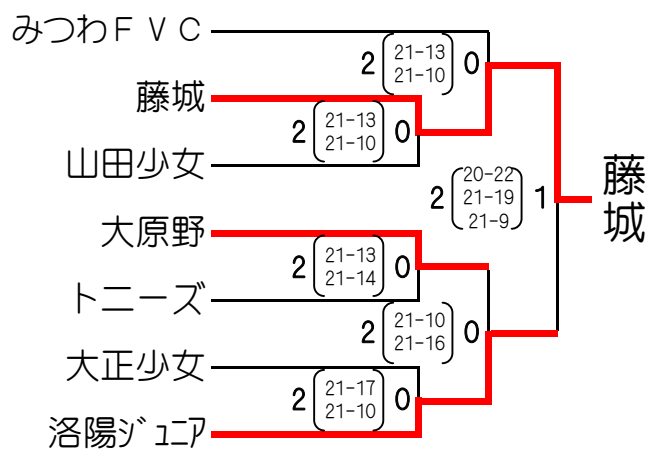 みつわＦＶＣ
2 21-13 0
21-10
藤城
2 21-13 0
21-10
山田少女
2 20-22 1
21-19
21-9
藤城
大原野
2 21-13 0
21-14
トニーズ
2 21-10 0
21-16
大正少女
2 21-17 0
21-10
洛陽ｼﾞｭﾆｱ